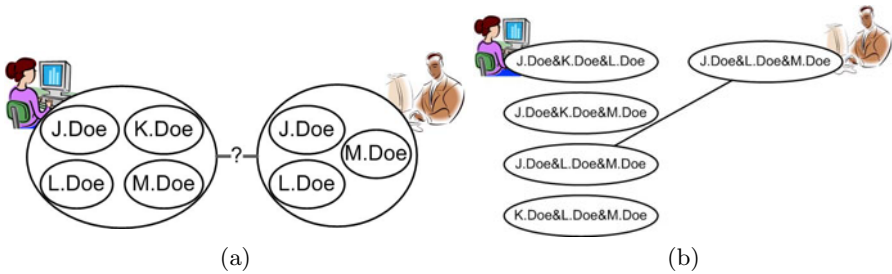 J.Doe
K.Doe
L.Doe
M.Doe
?
J.Doe
M.Doe
L.Doe
(a)
J.Doe&K.Doe&L.Doe
J.Doe&L.Doe&M.Doe
J.Doe&K.Doe&M.Doe
J.Doe&L.Doe&M.Doe
K.Doe&L.Doe&M.Doe
(b)